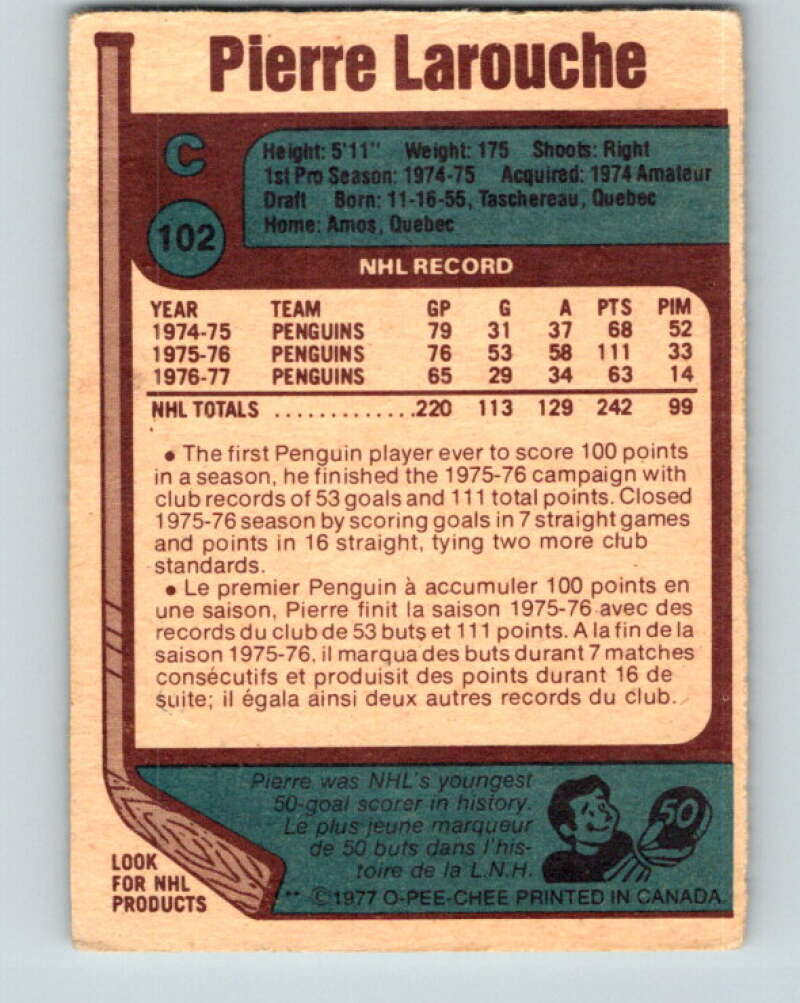 Pierre Larouche
C
102
Height: 5'11" Weight: 175 Shoots: Right
1st Pro Season: 1974-75 Acquired: 1974 Amateur
Draft Born: 11-16-55, Taschereau, Quebec
Home: Amos, Quebec
NHL RECORD
YEAR TEAM GP G A PTS PIM
1974-75 PENGUINS 79 31 37 68 52
1975-76 PENGUINS 76 53 58 111 33
1976-77 PENGUINS 65 29 34 63 14
NHL TOTALS .............220 113 129 242 99
• The first Penguin player ever to score 100 points
in a season, he finished the 1975-76 campaign with
club records of 53 goals and 111 total points. Closed
1975-76 season by scoring goals in 7 straight games
and points in 16 straight, tying two more club
standards.
• Le premier Penguin à accumuler 100 points en
une saison, Pierre finit la saison 1975-76 avec des
records du club de 53 buts et 111 points. A la fin de la
saison 1975-76, il marqua des buts durant 7 matches
consécutifs et produisit des points durant 16 de
suite; il égala ainsi deux autres records du club.
Pierre was NHL's youngest
50-goal scorer in history.
Le plus jeune marqueur
de 50 buts dans l'his-
toire de la L.N.H.
50
LOOK
FOR NHL
PRODUCTS
** ©1977 O-PEE-CHEE PRINTED IN CANADA